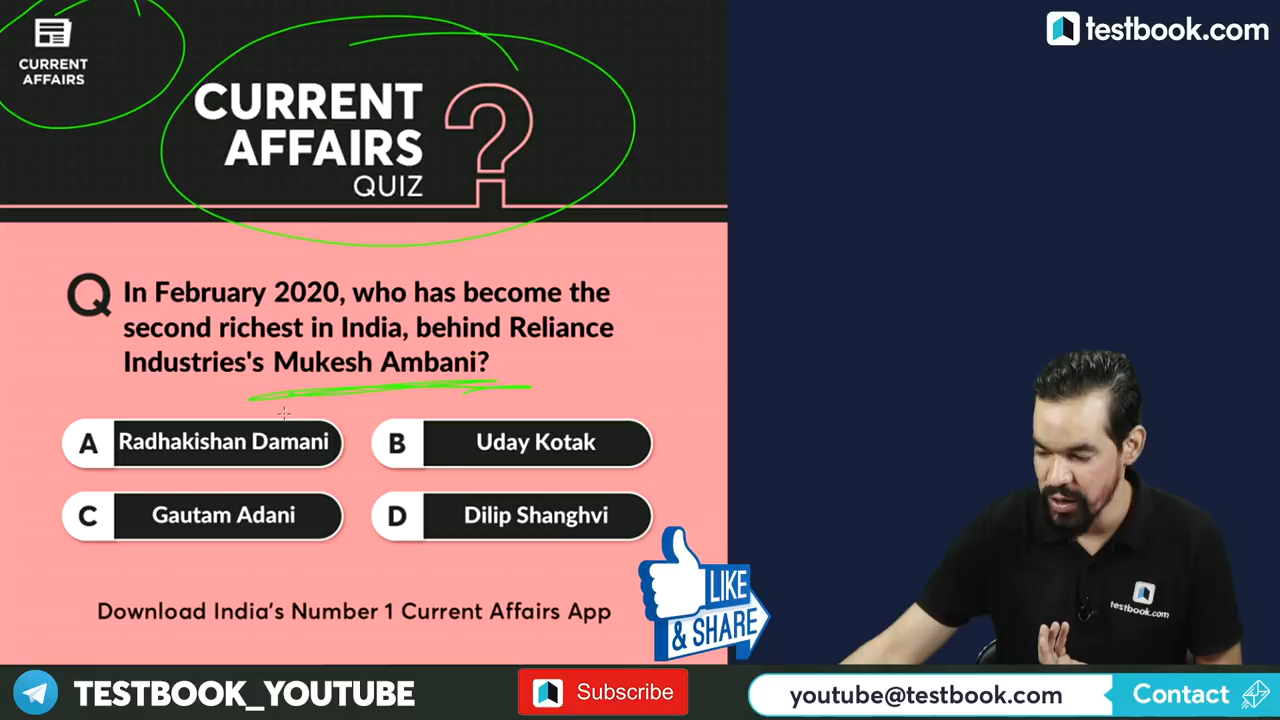 CURRENT
AFFAIRS
testbook.com
CURRENT
AFFAIRS
QUIZ
?
Q In February 2020, who has become the
second richest in India, behind Reliance
Industries's Mukesh Ambani?
A Radhakishan Damani
B Uday Kotak
C Gautam Adani
D Dilip Shanghvi
LIKE
& SHARE
Download India's Number 1 Current Affairs App
testbook.com
TESTBOOK_YOUTUBE
Subscribe
youtube@testbook.com
Contact